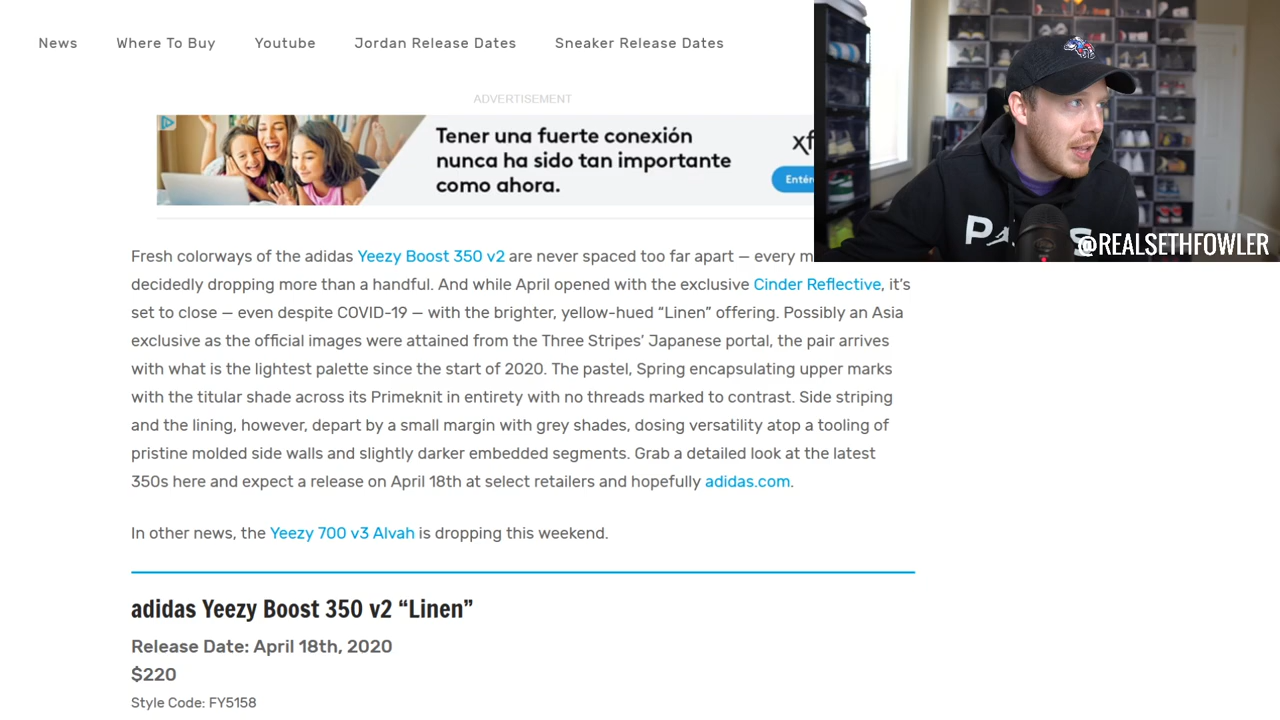 News Where To Buy Youtube Jordan Release Dates Sneaker Release Dates
ADVERTISEMENT
Tener una fuerte conexión
nunca ha sido tan importante
como ahora.
@REALSETHFOWLER
Fresh colorways of the adidas Yeezy Boost 350 v2 are never spaced too far apart — every
decidedly dropping more than a handful. And while April opened with the exclusive Cinder Reflective, it's
set to close — even despite COVID-19 — with the brighter, yellow-hued “Linen” offering. Possibly an Asia
exclusive as the official images were attained from the Three Stripes’ Japanese portal, the pair arrives
with what is the lightest palette since the start of 2020. The pastel, Spring encapsulating upper marks
with the titular shade across its Primeknit in entirety with no threads marked to contrast. Side striping
and the lining, however, depart by a small margin with grey shades, dosing versatility atop a tooling of
pristine molded side walls and slightly darker embedded segments. Grab a detailed look at the latest
350s here and expect a release on April 18th at select retailers and hopefully adidas.com.
In other news, the Yeezy 700 v3 Alvah is dropping this weekend.
adidas Yeezy Boost 350 v2 “Linen”
Release Date: April 18th, 2020
$220
Style Code: FY5158